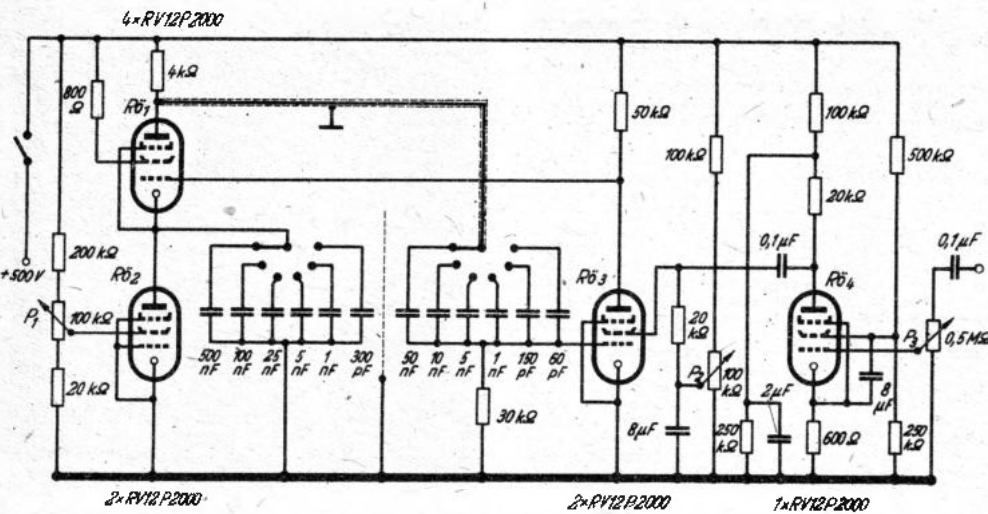 4×RV12P2000
800 Ω
4kΩ
Rö1
50kΩ
100kΩ
100kΩ
500kΩ
20kΩ
+500V
200kΩ
Rö2
P1
100kΩ
20kΩ
500 nF
100 nF
25 nF
5 nF
1 nF
300 pF
50 nF
10 nF
5 nF
1 nF
150 pF
60 pF
30kΩ
Rö3
0,1µF
20 kΩ
P2
100 kΩ
8µF
Rö4
0,1µF
P3
0,5MΩ
8 µF
2µF
250 kΩ
600Ω
250 kΩ
2×RV12P2000
2×RV12P2000
1×RV12P2000